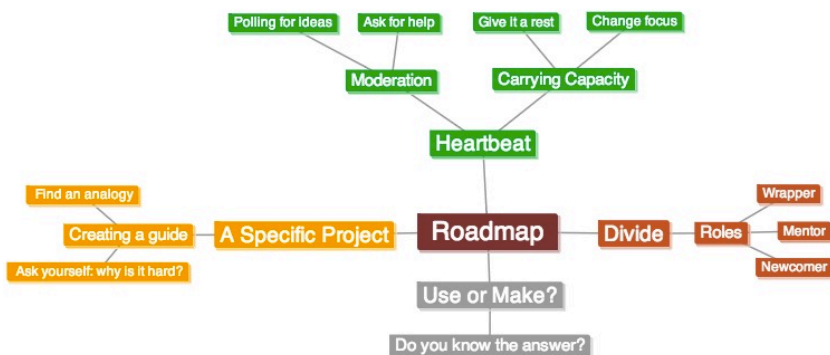 Polling for ideas
Ask for help
Give it a rest
Change focus
Moderation
Carrying Capacity
Heartbeat
Find an analogy
Creating a guide
Ask yourself: why is it hard?
A Specific Project
Roadmap
Divide
Roles
Wrapper
Mentor
Newcomer
Use or Make?
Do you know the answer?